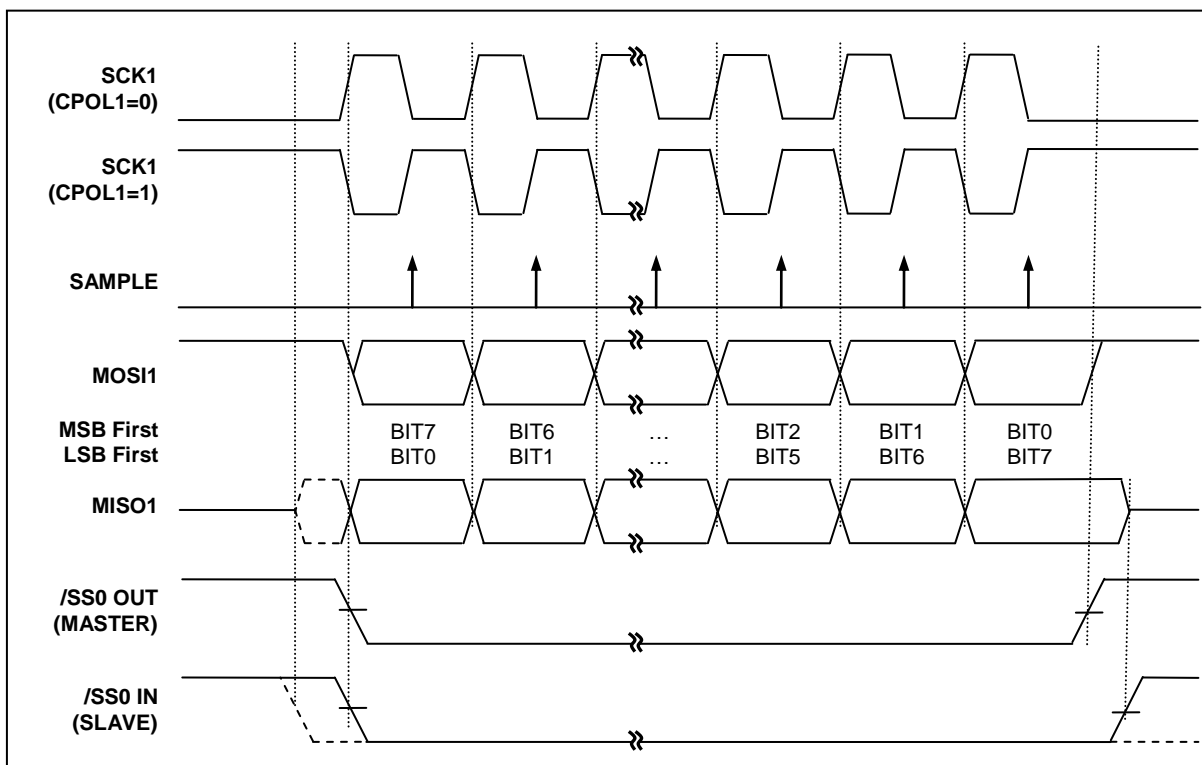 SCK1
(CPOL1=0)
SCK1
(CPOL1=1)
SAMPLE
MOSI1
MSB First BIT7 BIT6 … BIT2 BIT1 BIT0
LSB First BIT0 BIT1 … BIT5 BIT6 BIT7
MISO1
/SS0 OUT
(MASTER)
/SS0 IN
(SLAVE)